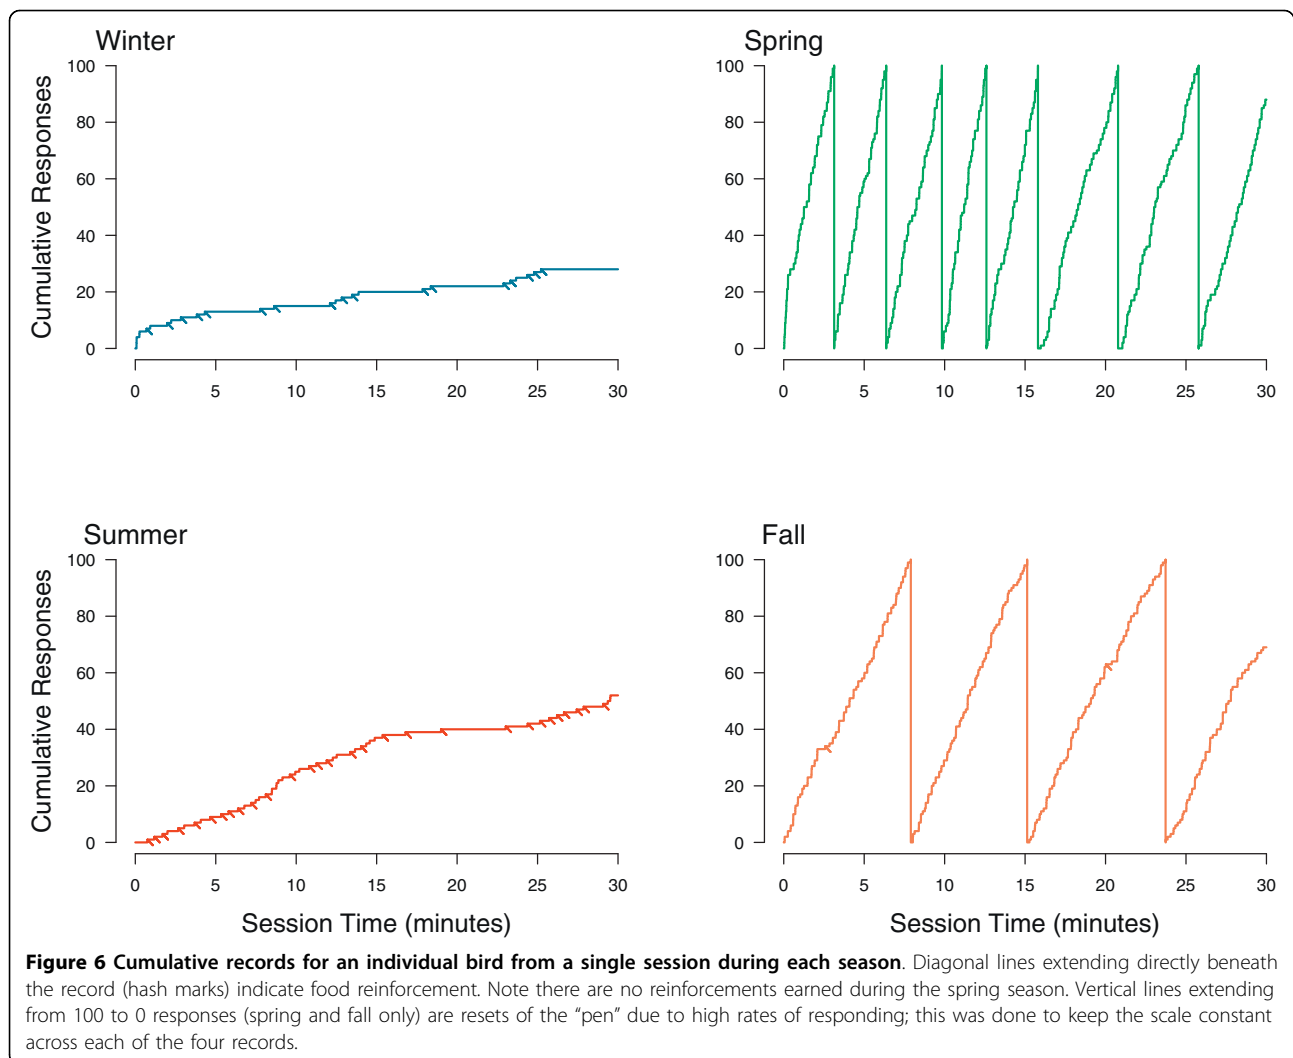 Winter
Cumulative Responses
100
80
60
40
20
0
0 5 10 15 20 25 30
Spring
100
80
60
40
20
0
0 5 10 15 20 25 30
Summer
Cumulative Responses
100
80
60
40
20
0
0 5 10 15 20 25 30
Session Time (minutes)
Fall
100
80
60
40
20
0
0 5 10 15 20 25 30
Session Time (minutes)
Figure 6 Cumulative records for an individual bird from a single session during each season. Diagonal lines extending directly beneath
the record (hash marks) indicate food reinforcement. Note there are no reinforcements earned during the spring season. Vertical lines extending
from 100 to 0 responses (spring and fall only) are resets of the “pen” due to high rates of responding; this was done to keep the scale constant
across each of the four records.